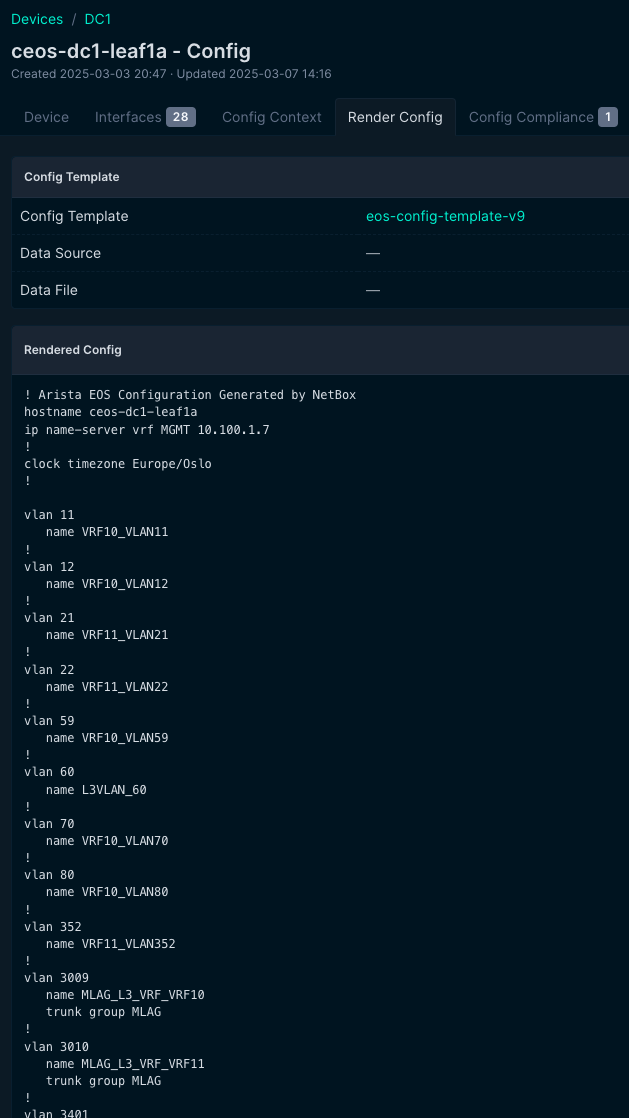 Devices / DC1
ceos-dc1-leaf1a - Config
Created 2025-03-03 20:47 · Updated 2025-03-07 14:16
Device Interfaces 28 Config Context Render Config Config Compliance 1
Config Template
Config Template eos-config-template-v9
Data Source —
Data File —
Rendered Config
! Arista EOS Configuration Generated by NetBox
hostname ceos-dc1-leaf1a
ip name-server vrf MGMT 10.100.1.7
!
clock timezone Europe/Oslo
!
vlan 11
   name VRF10_VLAN11
!
vlan 12
   name VRF10_VLAN12
!
vlan 21
   name VRF11_VLAN21
!
vlan 22
   name VRF11_VLAN22
!
vlan 59
   name VRF10_VLAN59
!
vlan 60
   name L3VLAN_60
!
vlan 70
   name VRF10_VLAN70
!
vlan 80
   name VRF10_VLAN80
!
vlan 352
   name VRF11_VLAN352
!
vlan 3009
   name MLAG_L3_VRF_VRF10
   trunk group MLAG
!
vlan 3010
   name MLAG_L3_VRF_VRF11
   trunk group MLAG
!
vlan 3401